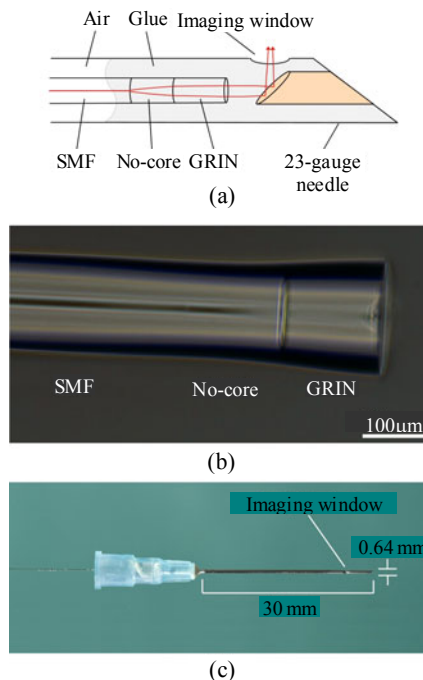 Air Glue Imaging window
SMF No-core GRIN 23-gauge
needle
(a)
SMF No-core GRIN
100μm
(b)
Imaging window
0.64 mm
30 mm
(c)